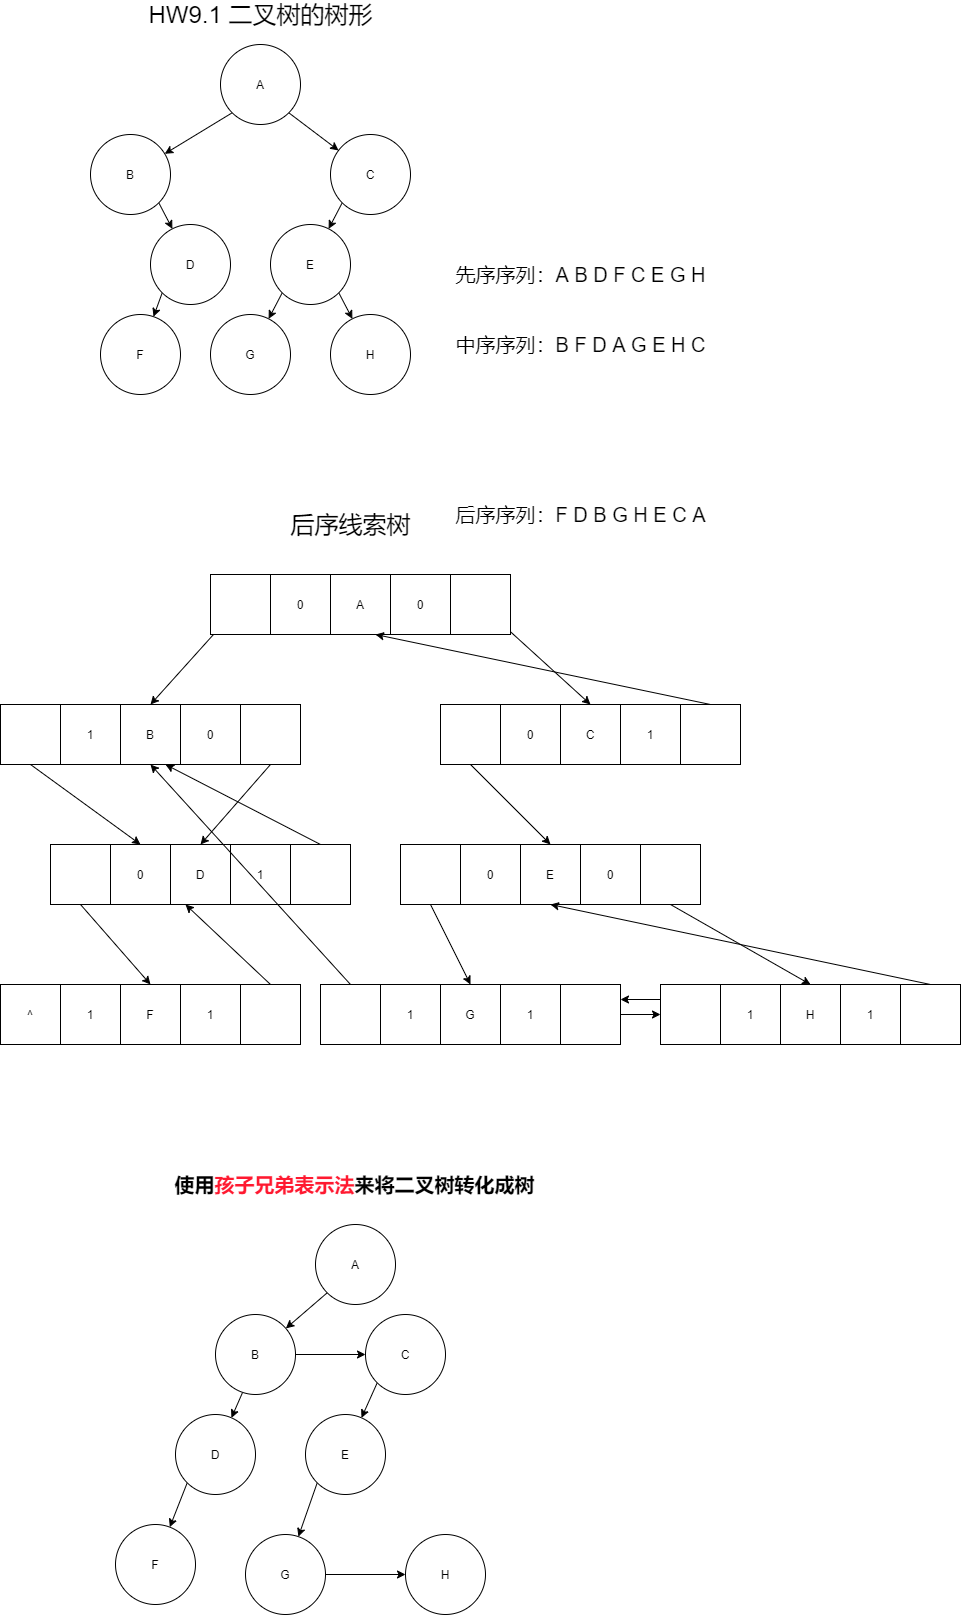 HW9.1 二叉树的树形
A
B
C
D
E
先序序列：A B D F C E G H
中序序列：B F D A G E H C
F
G
H
后序线索树
后序序列：F D B G H E C A
0 A 0
1 B 0
0 C 1
0 D 1
0 E 0
^ 1 F 1
1 G 1
1 H 1
使用孩子兄弟表示法来将二叉树转化成树
A
B
C
D
E
F
G
H